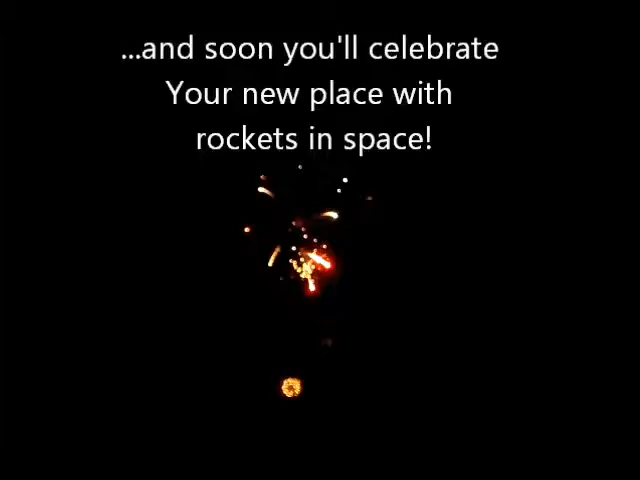 ...and soon you'll celebrate
Your new place with
rockets in space!